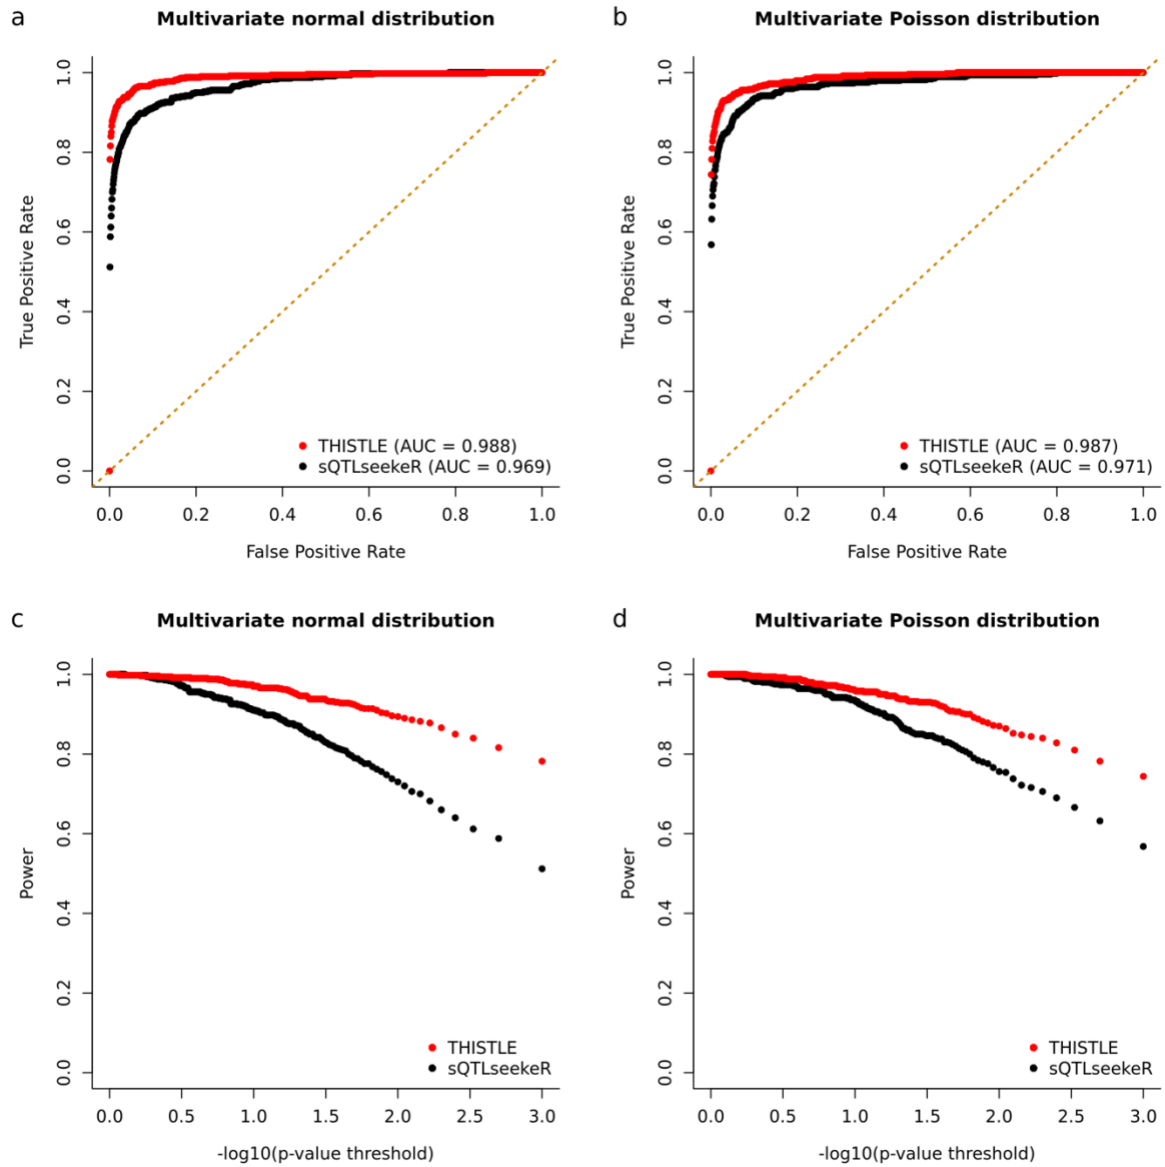 a
Multivariate normal distribution
True Positive Rate
1.0
0.8
0.6
0.4
0.2
0.0
THISTLE (AUC = 0.988)
sQTLseekeR (AUC = 0.969)
0.0 0.2 0.4 0.6 0.8 1.0
False Positive Rate
b
Multivariate Poisson distribution
True Positive Rate
1.0
0.8
0.6
0.4
0.2
0.0
THISTLE (AUC = 0.987)
sQTLseekeR (AUC = 0.971)
0.0 0.2 0.4 0.6 0.8 1.0
False Positive Rate
c
Multivariate normal distribution
Power
1.0
0.8
0.6
0.4
0.2
0.0
THISTLE
sQTLseekeR
0.0 0.5 1.0 1.5 2.0 2.5 3.0
-log10(p-value threshold)
d
Multivariate Poisson distribution
Power
1.0
0.8
0.6
0.4
0.2
0.0
THISTLE
sQTLseekeR
0.0 0.5 1.0 1.5 2.0 2.5 3.0
-log10(p-value threshold)